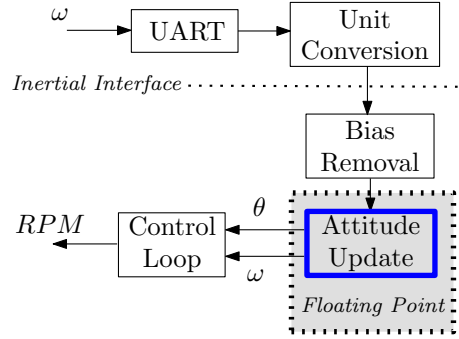 ω
UART
Unit
Conversion
Inertial Interface
Bias
Removal
RPM
Control
Loop
θ
ω
Attitude
Update
Floating Point